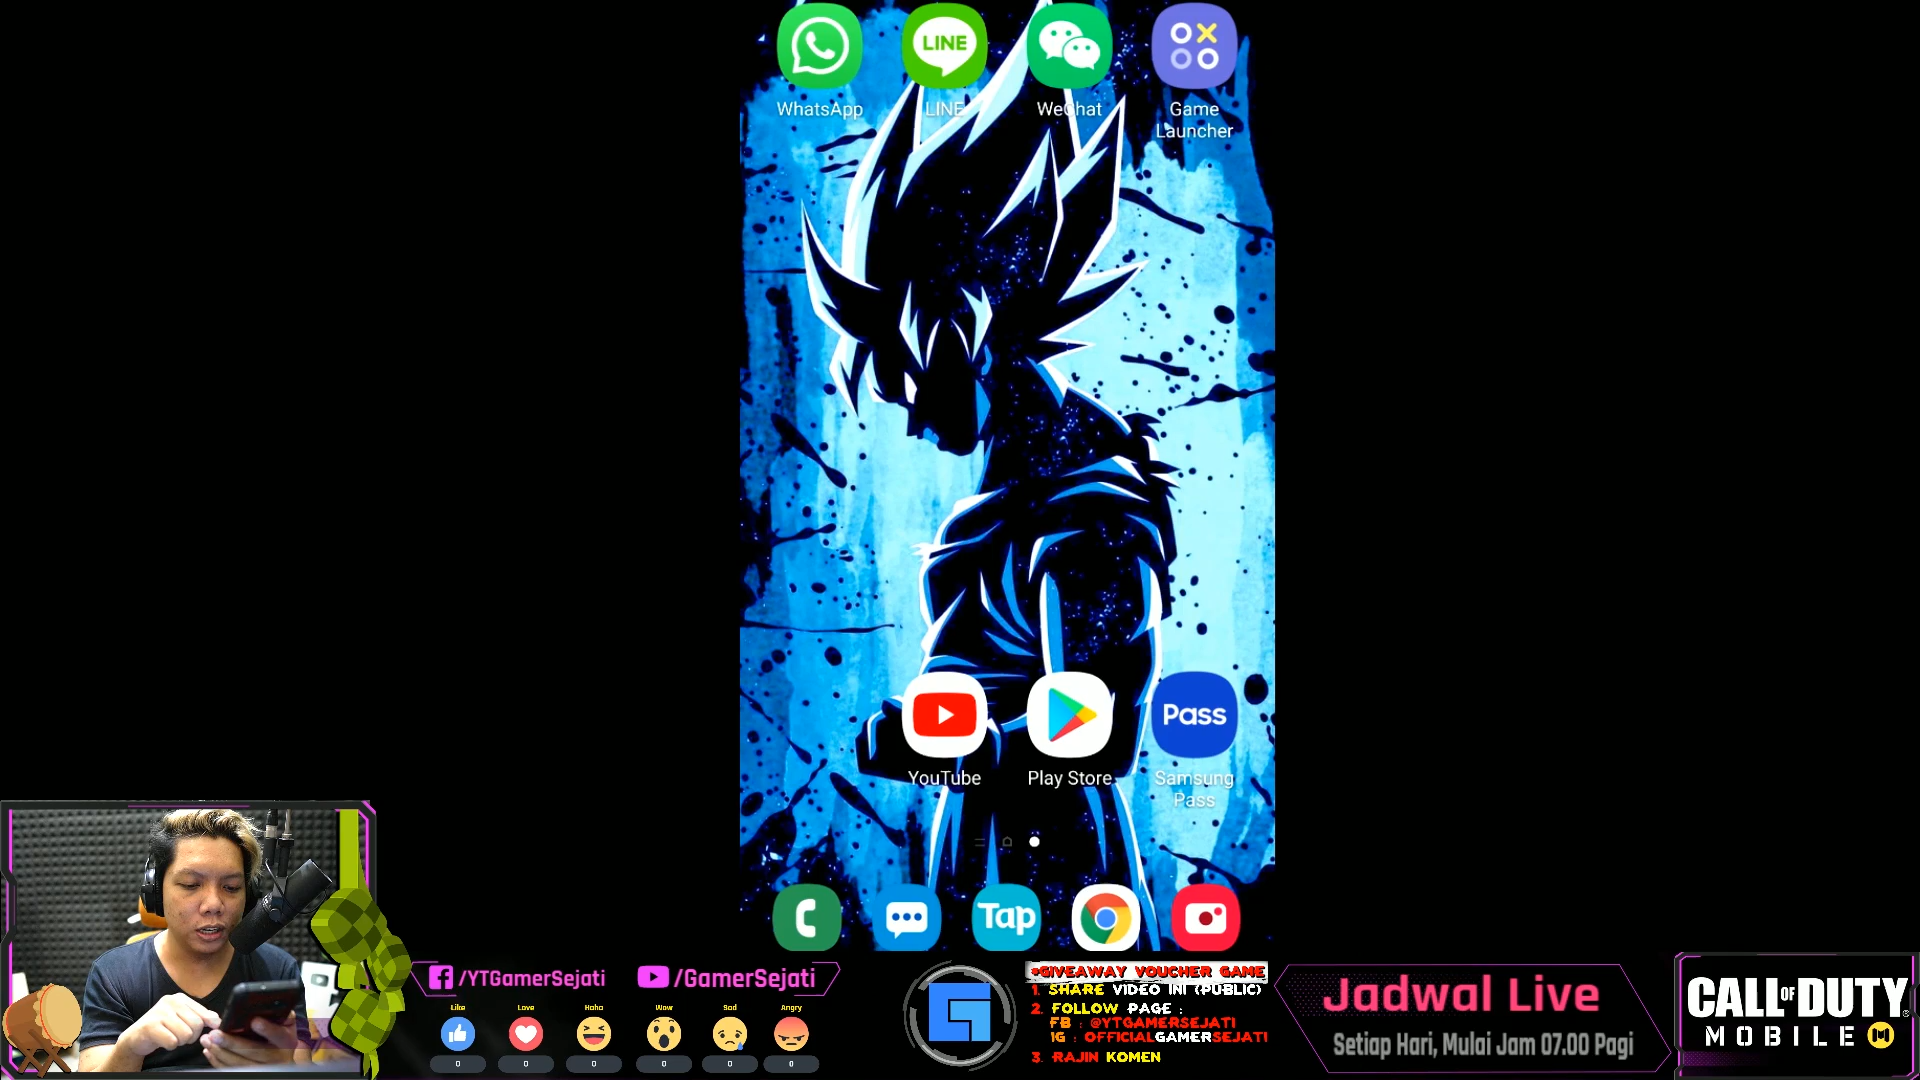 LINE
WhatsApp
LINE
WeChat
Game
Launcher
Pass
YouTube
Play Store
Samsung
Pass
Tap
/YTGamerSejati
/GamerSejati
Like
Love
Haha
Wow
Sad
Angry
0
0
0
0
0
0
*GIVEAWAY VOUCHER GAME
1. SHARE VIDEO INI (PUBLIC)
2. FOLLOW PAGE :
FB : @YTGAMERSEJATI
IG : OFFICIALGAMERSEJATI
3. RAJIN KOMEN
Jadwal Live
Setiap Hari, Mulai Jam 07.00 Pagi
CALL OF DUTY®
MOBILE